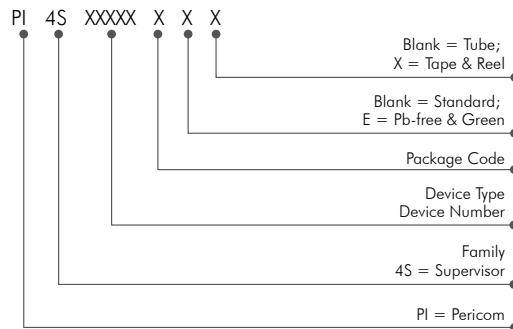 PI 4S XXXXX X X X
Blank = Tube;
X = Tape & Reel
Blank = Standard;
E = Pb-free & Green
Package Code
Device Type
Device Number
Family
4S = Supervisor
PI = Pericom